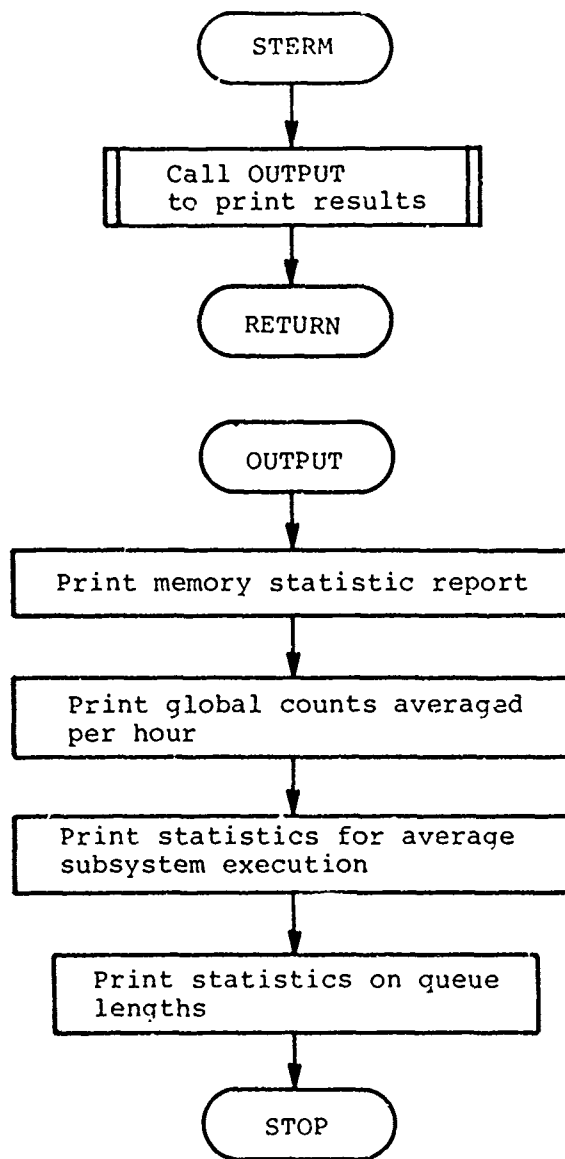 STERM
Call OUTPUT
to print results
RETURN
OUTPUT
Print memory statistic report
Print global counts averaged
per hour
Print statistics for average
subsystem execution
Print statistics on queue
lengths
STOP